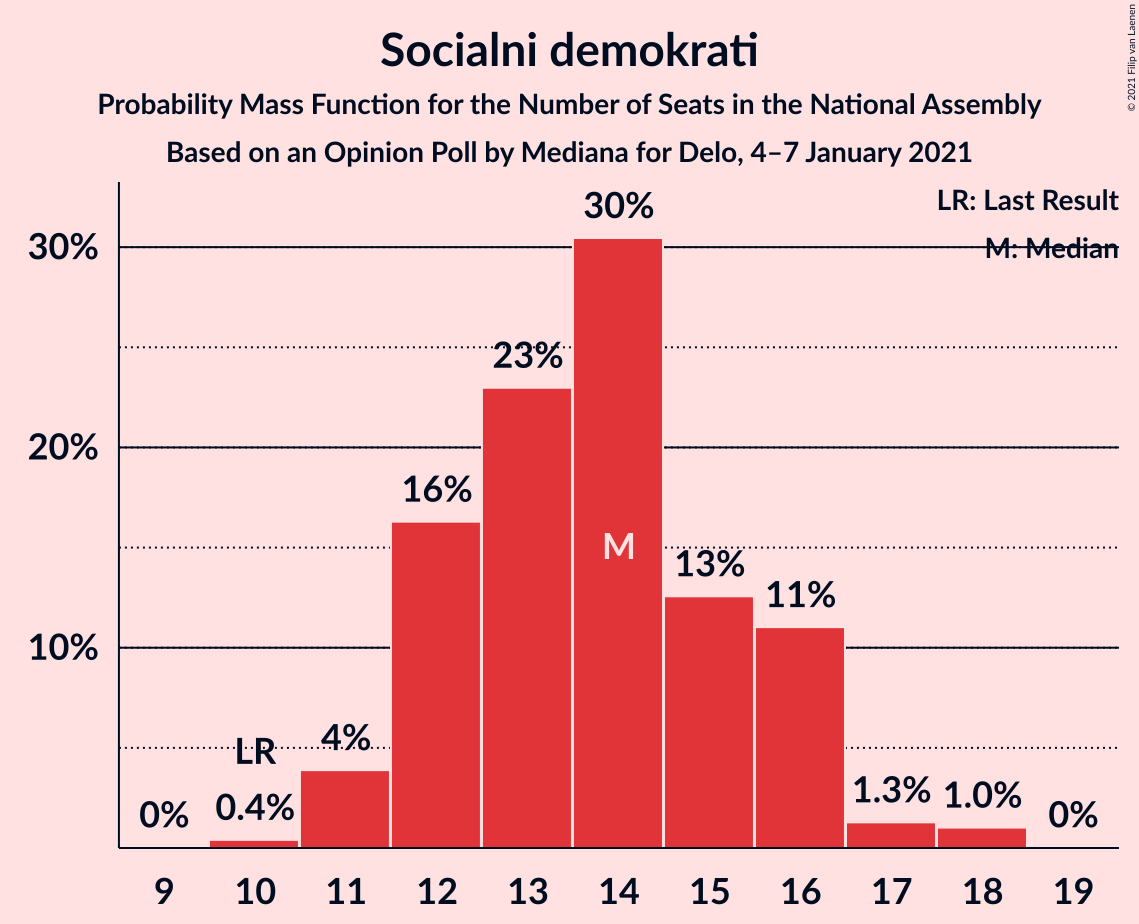 Socialni demokrati
Probability Mass Function for the Number of Seats in the National Assembly
Based on an Opinion Poll by Mediana for Delo, 4–7 January 2021
© 2021 Filip van Laenen
LR: Last Result
M: Median
30%
20%
10%
0%
LR
0.4%
4%
16%
23%
30%
M
13%
11%
1.3%
1.0%
0%
9 10 11 12 13 14 15 16 17 18 19